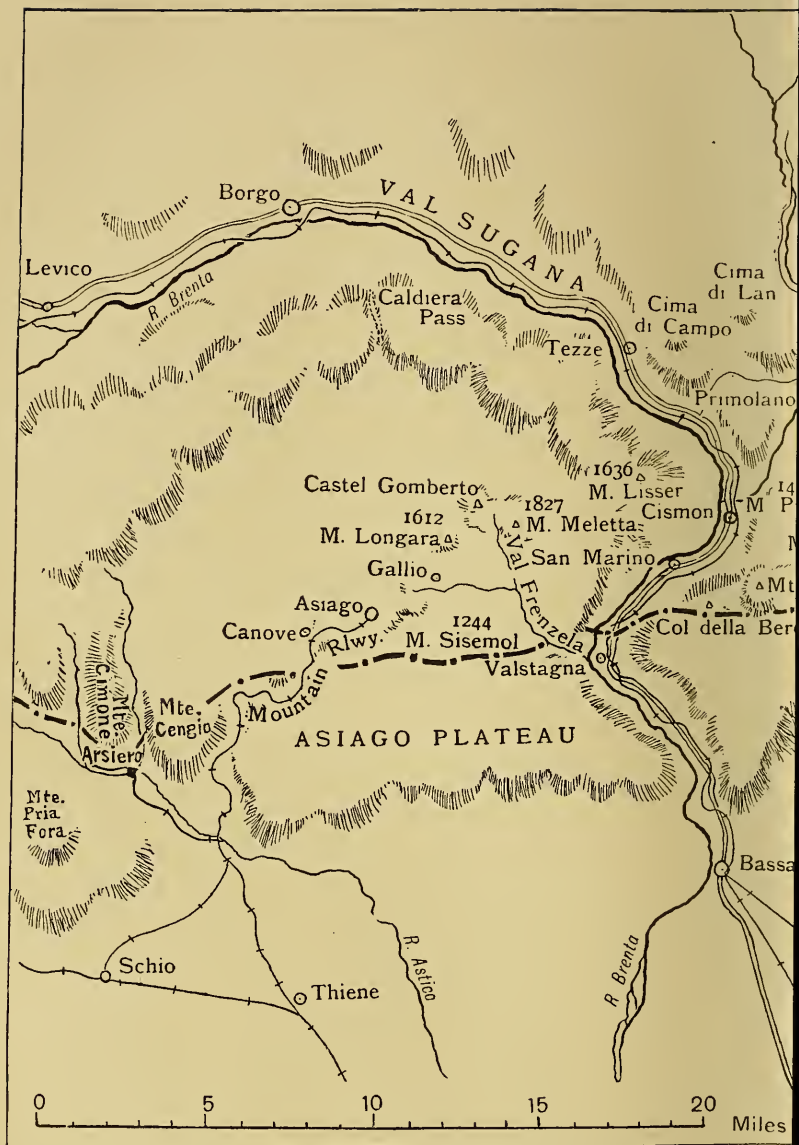 Borgo
VAL SUGANA
Levico
R. Brenta
Caldiera
Pass
Cima
di Lan
Cima
di Campo
Tezze
Primolano
1636
M. Lisser
Castel Gomberto
1827
M. Meletta
1612
M. Longara
Cismon
M P
14
San Marino
Gallio
Val Frenzela
Mt
Asiago
Canove
Mountain Rlwy.
1244
M. Sisemol
Col della Ber
Valstagna
Mte.
Cimone
Mte.
Cengio
ASIAGO PLATEAU
Arsiero
Mte.
Pria
Fora
Bassa
R. Astico
R Brenta
Schio
Thiene
0 5 10 15 20
Miles